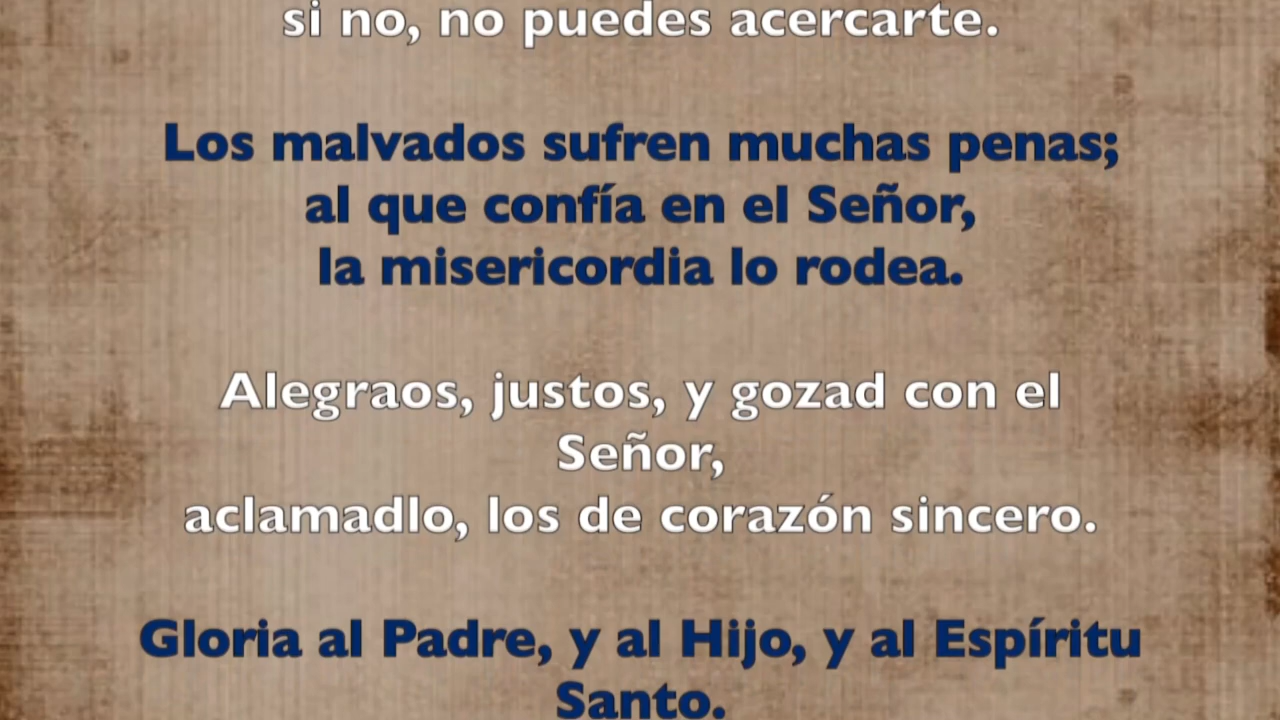 si no, no puedes acercarte.
Los malvados sufren muchas penas;
al que confía en el Señor,
la misericordia lo rodea.
Alegraos, justos, y gozad con el
Señor,
aclamadlo, los de corazón sincero.
Gloria al Padre, y al Hijo, y al Espíritu
Santo.